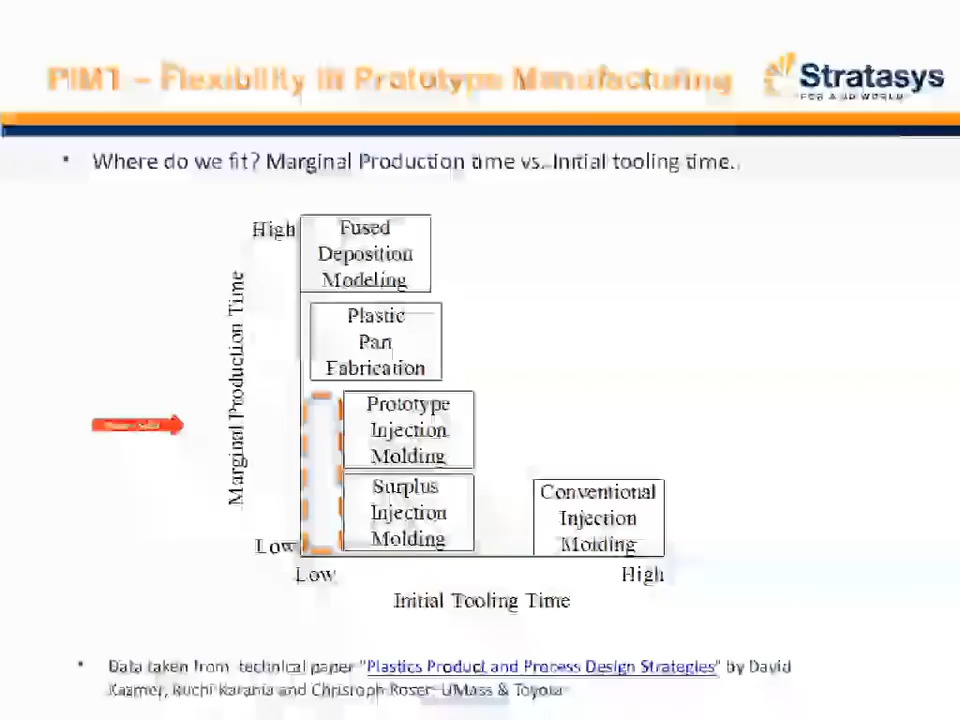 PIMT – Flexibility in Prototype Manufacturing
Stratasys
FOR A 3D WORLD
• Where do we fit? Marginal Production time vs. Initial tooling time.
High
Fused
Deposition
Modeling
Plastic
Part
Fabrication
Marginal Production Time
Prototype
Injection
Molding
Surplus
Injection
Molding
Conventional
Injection
Molding
Low
Low
High
Initial Tooling Time
• Data taken from technical paper "Plastics Product and Process Design Strategies" by David
Kazmer, Ruchi Karania and Christoph Roser, UMass & Toyota